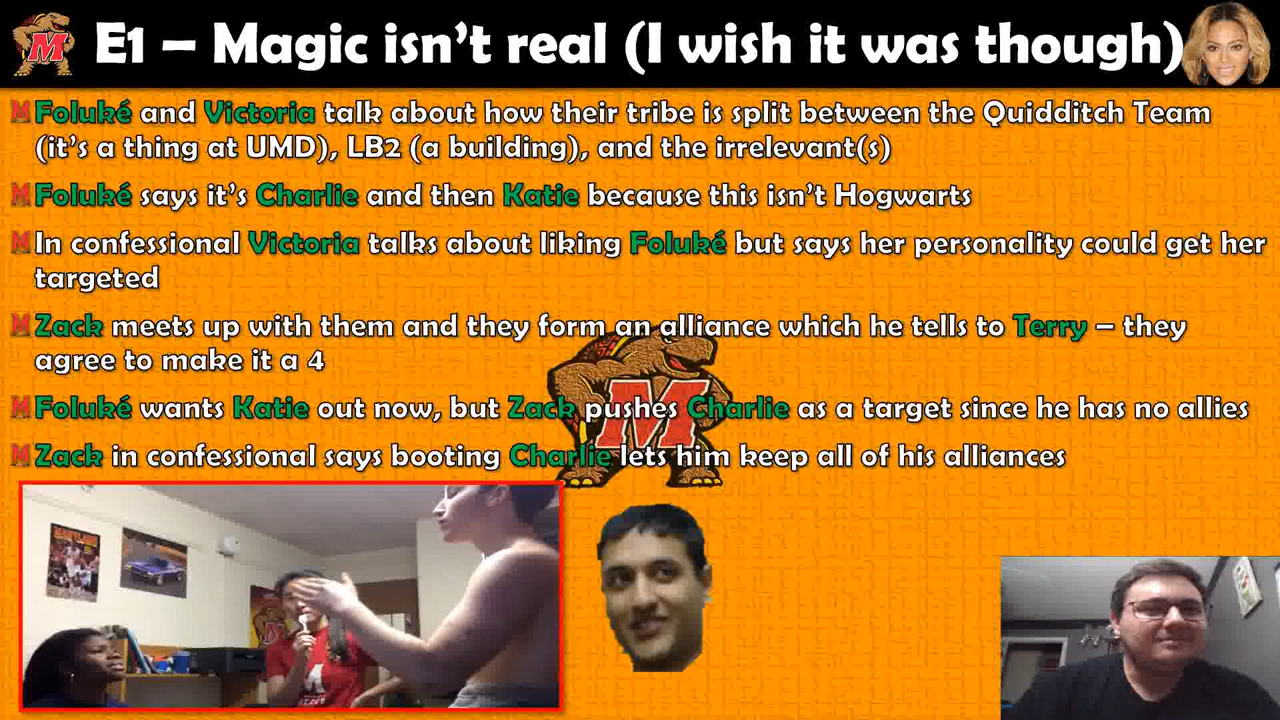 E1 – Magic isn't real (I wish it was though)
Foluké and Victoria talk about how their tribe is split between the Quidditch Team
(it's a thing at UMD), LB2 (a building), and the irrelevant(s)
Foluké says it's Charlie and then Katie because this isn't Hogwarts
In confessional Victoria talks about liking Foluké but says her personality could get her
targeted
Zack meets up with them and they form an alliance which he tells to Terry – they
agree to make it a 4
Foluké wants Katie out now, but Zack pushes Charlie as a target since he has no allies
Zack in confessional says booting Charlie lets him keep all of his alliances
M
M
MARYLAND